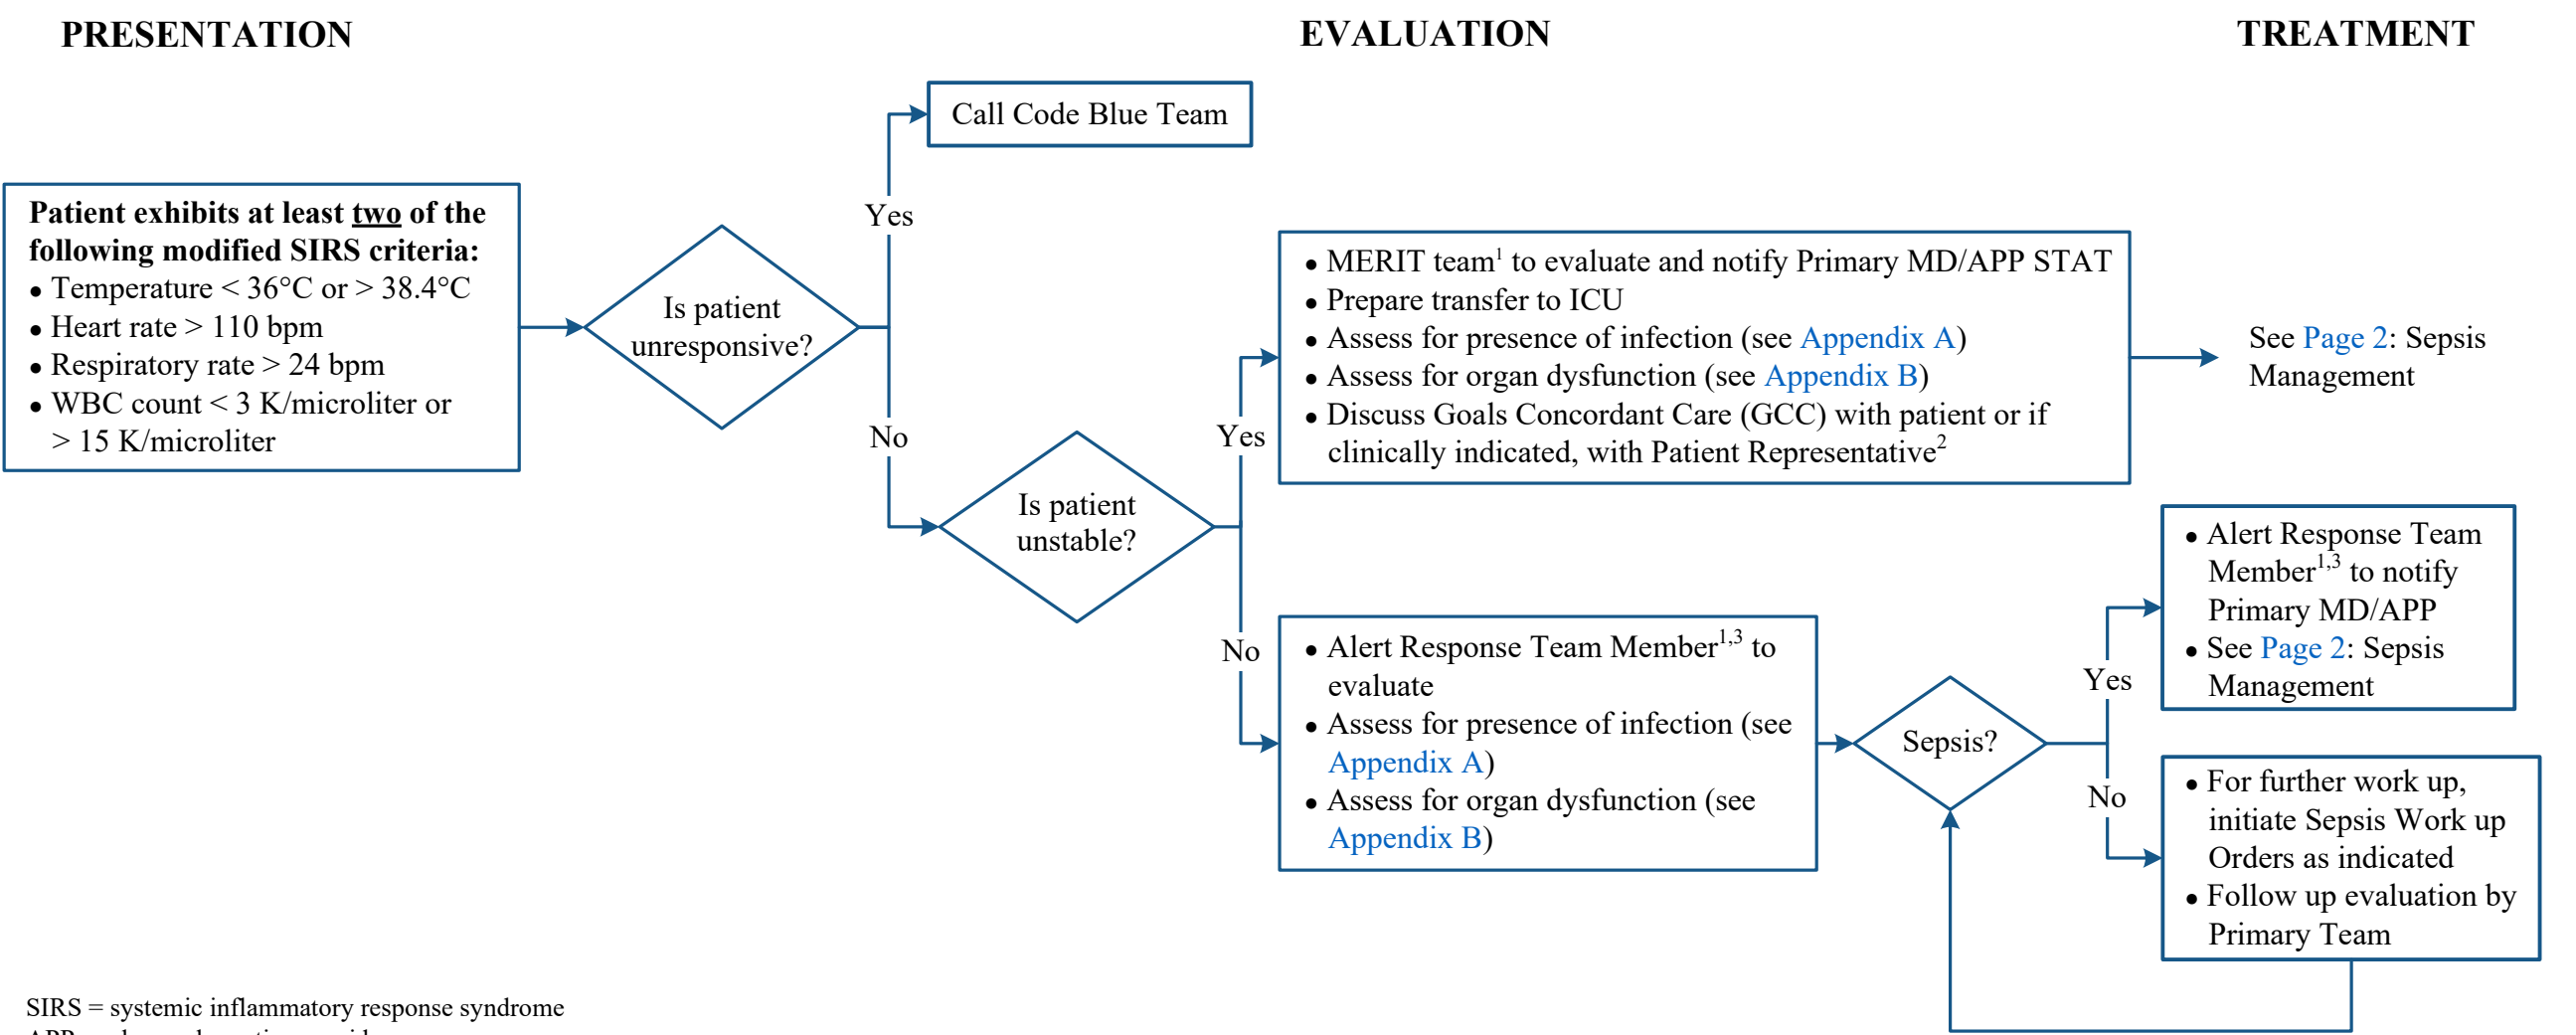 PRESENTATION
EVALUATION
TREATMENT
Call Code Blue Team
Patient exhibits at least two of the
following modified SIRS criteria:
• Temperature < 36°C or > 38.4°C
• Heart rate > 110 bpm
• Respiratory rate > 24 bpm
• WBC count < 3 K/microliter or
> 15 K/microliter
Is patient
unresponsive?
Yes
No
Is patient
unstable?
Yes
No
• MERIT team¹ to evaluate and notify Primary MD/APP STAT
• Prepare transfer to ICU
• Assess for presence of infection (see Appendix A)
• Assess for organ dysfunction (see Appendix B)
• Discuss Goals Concordant Care (GCC) with patient or if
clinically indicated, with Patient Representative²
See Page 2: Sepsis
Management
• Alert Response Team Member¹,³ to
evaluate
• Assess for presence of infection (see
Appendix A)
• Assess for organ dysfunction (see
Appendix B)
Sepsis?
Yes
No
• Alert Response Team
Member¹,³ to notify
Primary MD/APP
• See Page 2: Sepsis
Management
• For further work up,
initiate Sepsis Work up
Orders as indicated
• Follow up evaluation by
Primary Team
SIRS = systemic inflammatory response syndrome